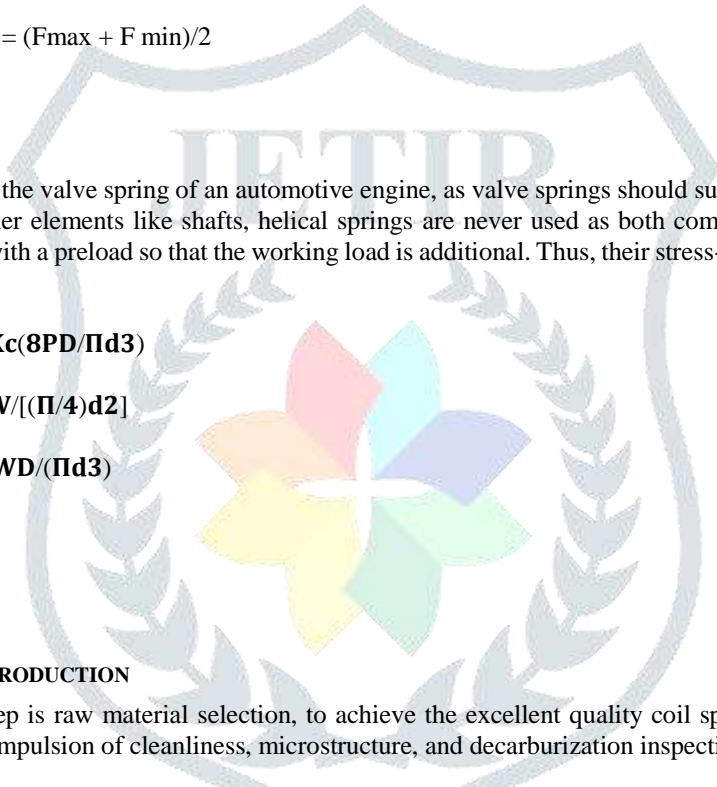 = (Fmax + F min)/2
JETIR
the valve spring of an automotive engine, as valve springs should su
er elements like shafts, helical springs are never used as both com
with a preload so that the working load is additional. Thus, their stress-
Kc(8PD/Πd3)
/[(Π/4)d2]
WD/(Πd3)
RODUCTION
ep is raw material selection, to achieve the excellent quality coil sp
mpulsion of cleanliness, microstructure, and decarburization inspecti